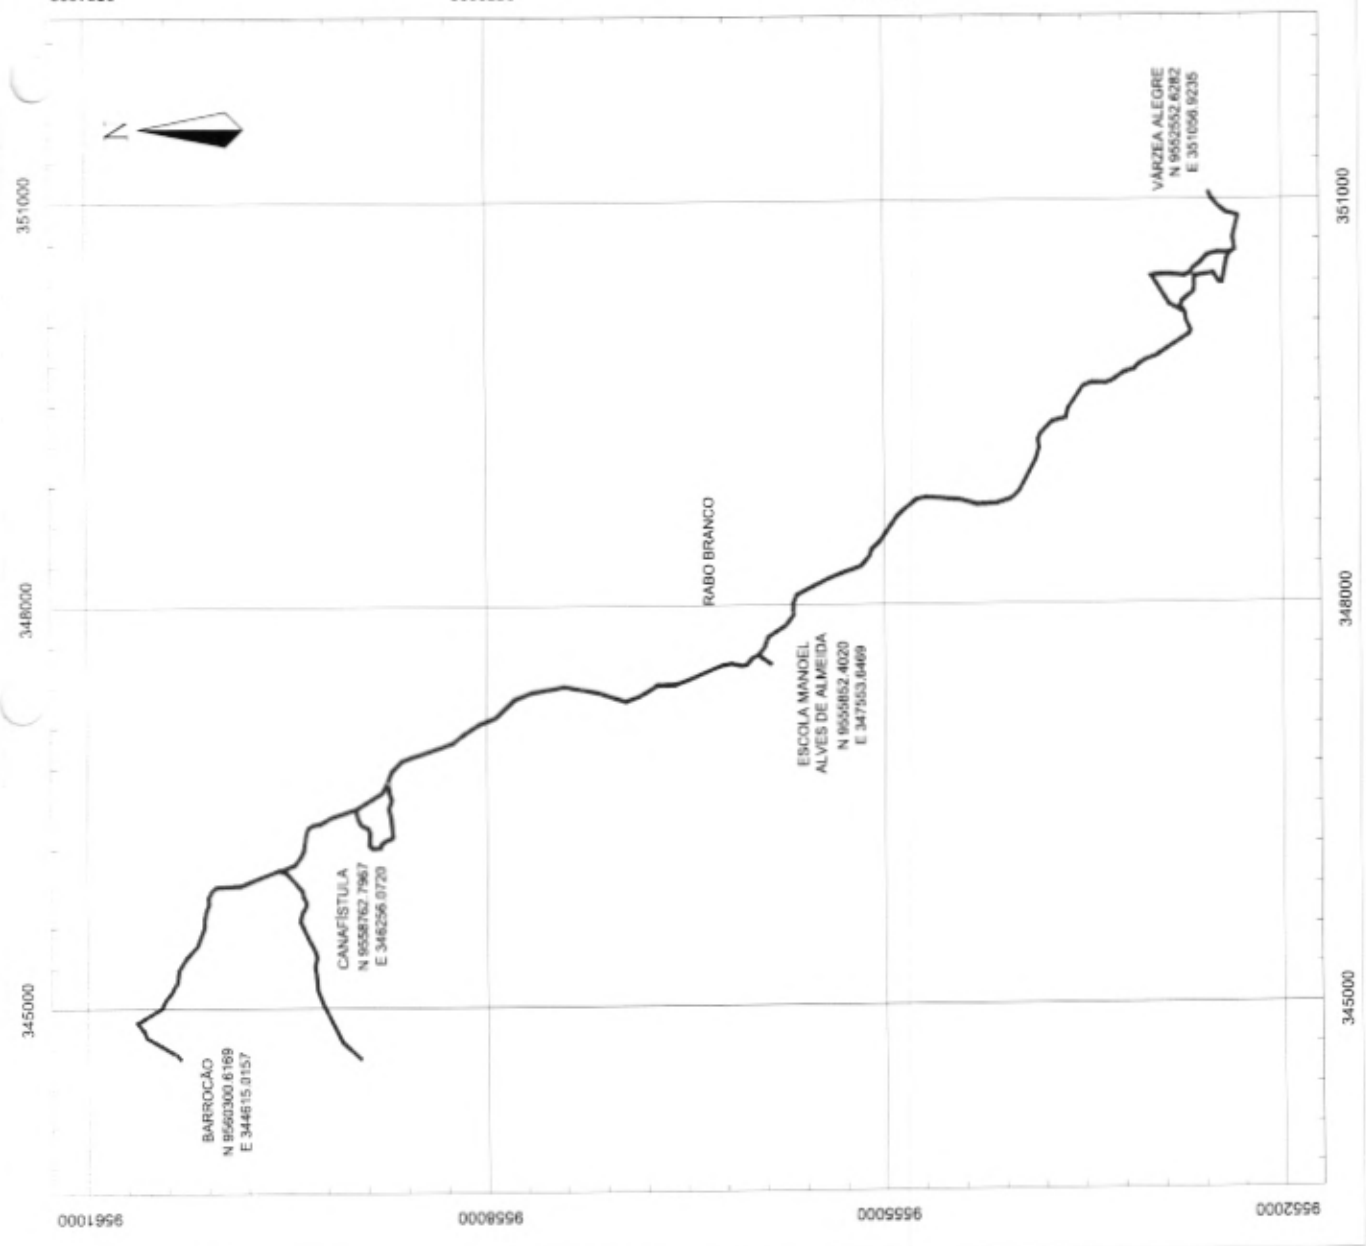 N
351000
348000
345000
VÁRZEA ALEGRE
N 9552552.6282
E 351056.9235
RABO BRANCO
ESCOLA MANOEL
ALVES DE ALMEIDA
N 9555852.4020
E 347553.6469
CANAFÍSTULA
N 9558762.7967
E 346256.0720
BARROCÃO
N 9560300.6169
E 344615.0157
351000
348000
345000
9561000
9558000
9555000
9552000